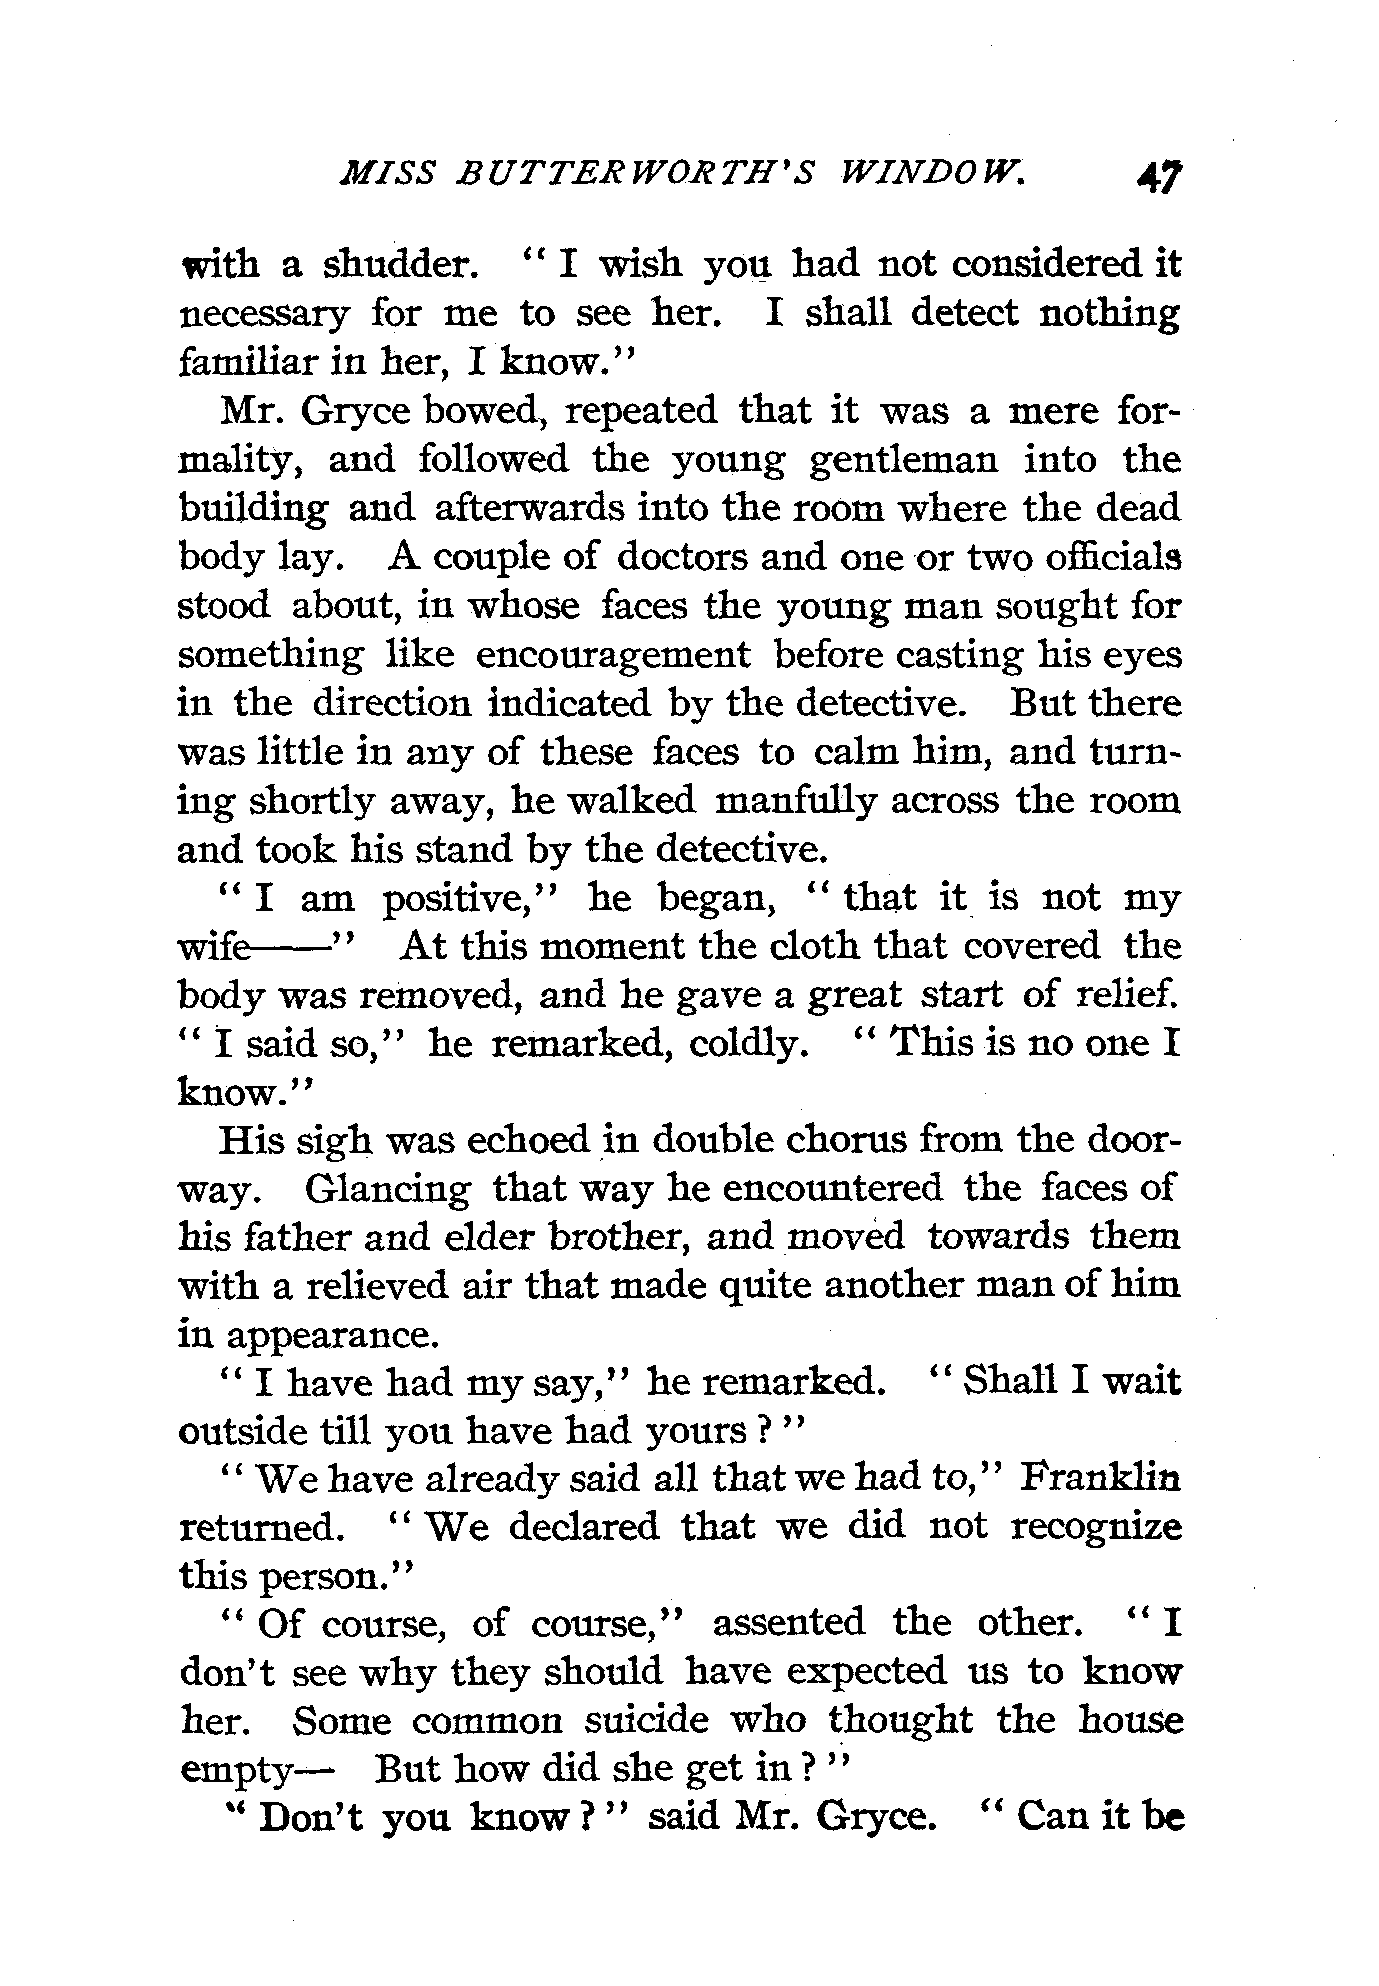 MISS BUTTERWORTH'S WINDOW. 47
with a shudder. "I wish you had not considered it
necessary for me to see her. I shall detect nothing
familiar in her, I know."
Mr. Gryce bowed, repeated that it was a mere for-
mality, and followed the young gentleman into the
building and afterwards into the room where the dead
body lay. A couple of doctors and one or two officials
stood about, in whose faces the young man sought for
something like encouragement before casting his eyes
in the direction indicated by the detective. But there
was little in any of these faces to calm him, and turn-
ing shortly away, he walked manfully across the room
and took his stand by the detective.
"I am positive," he began, "that it is not my
wife——" At this moment the cloth that covered the
body was removed, and he gave a great start of relief.
"I said so," he remarked, coldly. "This is no one I
know."
His sigh was echoed in double chorus from the door-
way. Glancing that way he encountered the faces of
his father and elder brother, and moved towards them
with a relieved air that made quite another man of him
in appearance.
"I have had my say," he remarked. "Shall I wait
outside till you have had yours?"
"We have already said all that we had to," Franklin
returned. "We declared that we did not recognize
this person."
"Of course, of course," assented the other. "I
don't see why they should have expected us to know
her. Some common suicide who thought the house
empty— But how did she get in?"
"Don't you know?" said Mr. Gryce. "Can it be